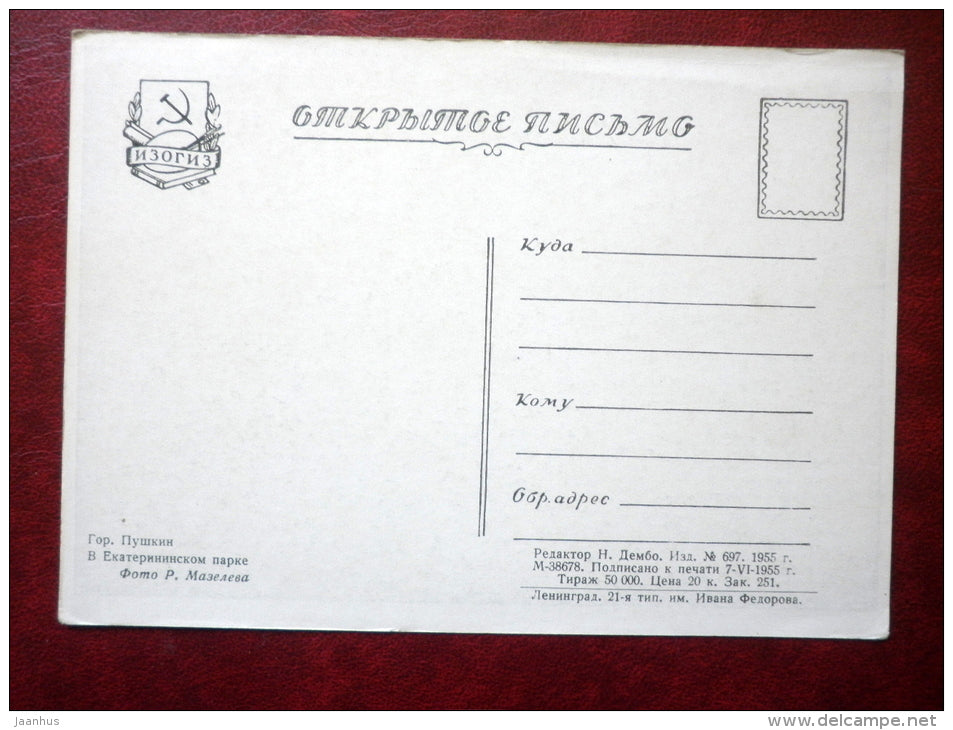 ОТКРЫТОЕ ПИСЬМО
ИЗОГИЗ
Куда
Кому
Обр. адрес
Гор. Пушкин
В Екатерининском парке
Фото Р. Мазелева
Редактор Н. Дембо. Изд. № 697. 1955 г.
М-38678. Подписано к печати 7-VI-1955 г.
Тираж 50 000. Цена 20 к. Зак. 251.
Ленинград. 21-я тип. им. Ивана Федорова.
jaanhus
www.delcampe.net